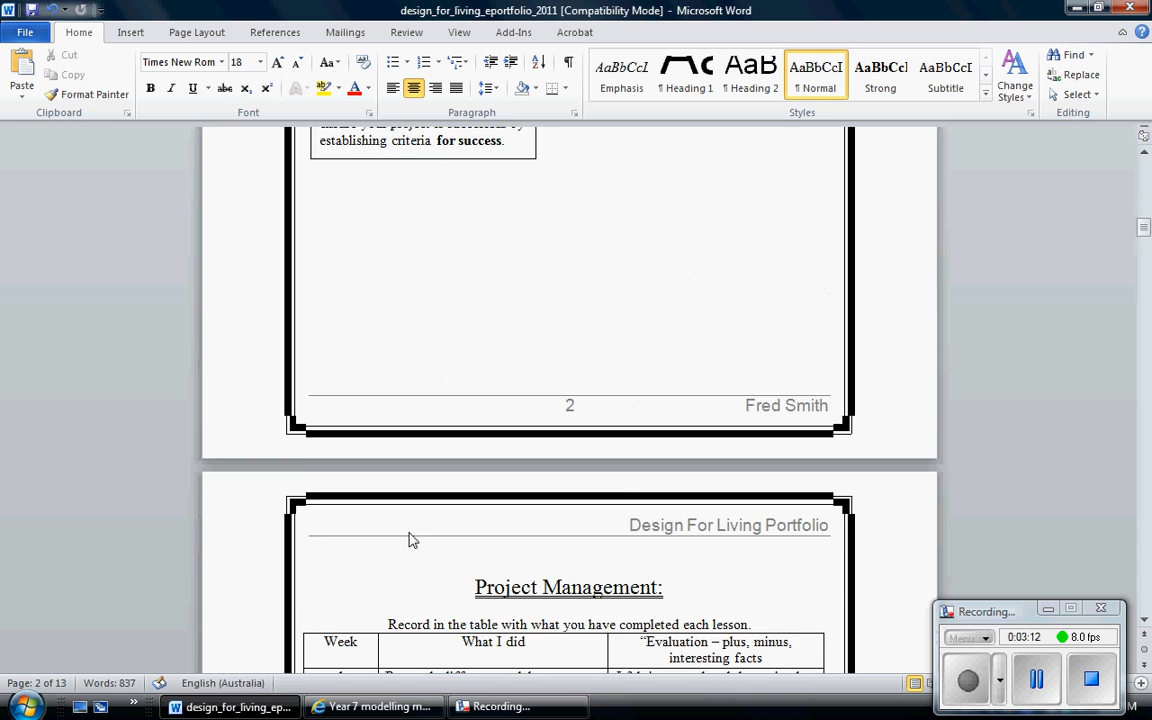 design_for_living_eportfolio_2011 [Compatibility Mode] - Microsoft Word
File Home Insert Page Layout References Mailings Review View Add-Ins Acrobat
Paste
Cut
Copy
Format Painter
Clipboard
Times New Rom 18
Font
Paragraph
AaBbCcI Emphasis
¶ Heading 1
AaB ¶ Heading 2
AaBbCcI ¶ Normal
AaBbCcI Strong
AaBbCcI Subtitle
Change Styles
Styles
Find
Replace
Select
Editing
establishing criteria for success.
2 Fred Smith
Design For Living Portfolio
Project Management:
Record in the table with what you have completed each lesson.
Week What I did “Evaluation – plus, minus,
interesting facts
Recording...
Menu 0:03:12 8.0 fps
Page: 2 of 13 Words: 837 English (Australia)
design_for_living_ep... Year 7 modelling m... Recording...